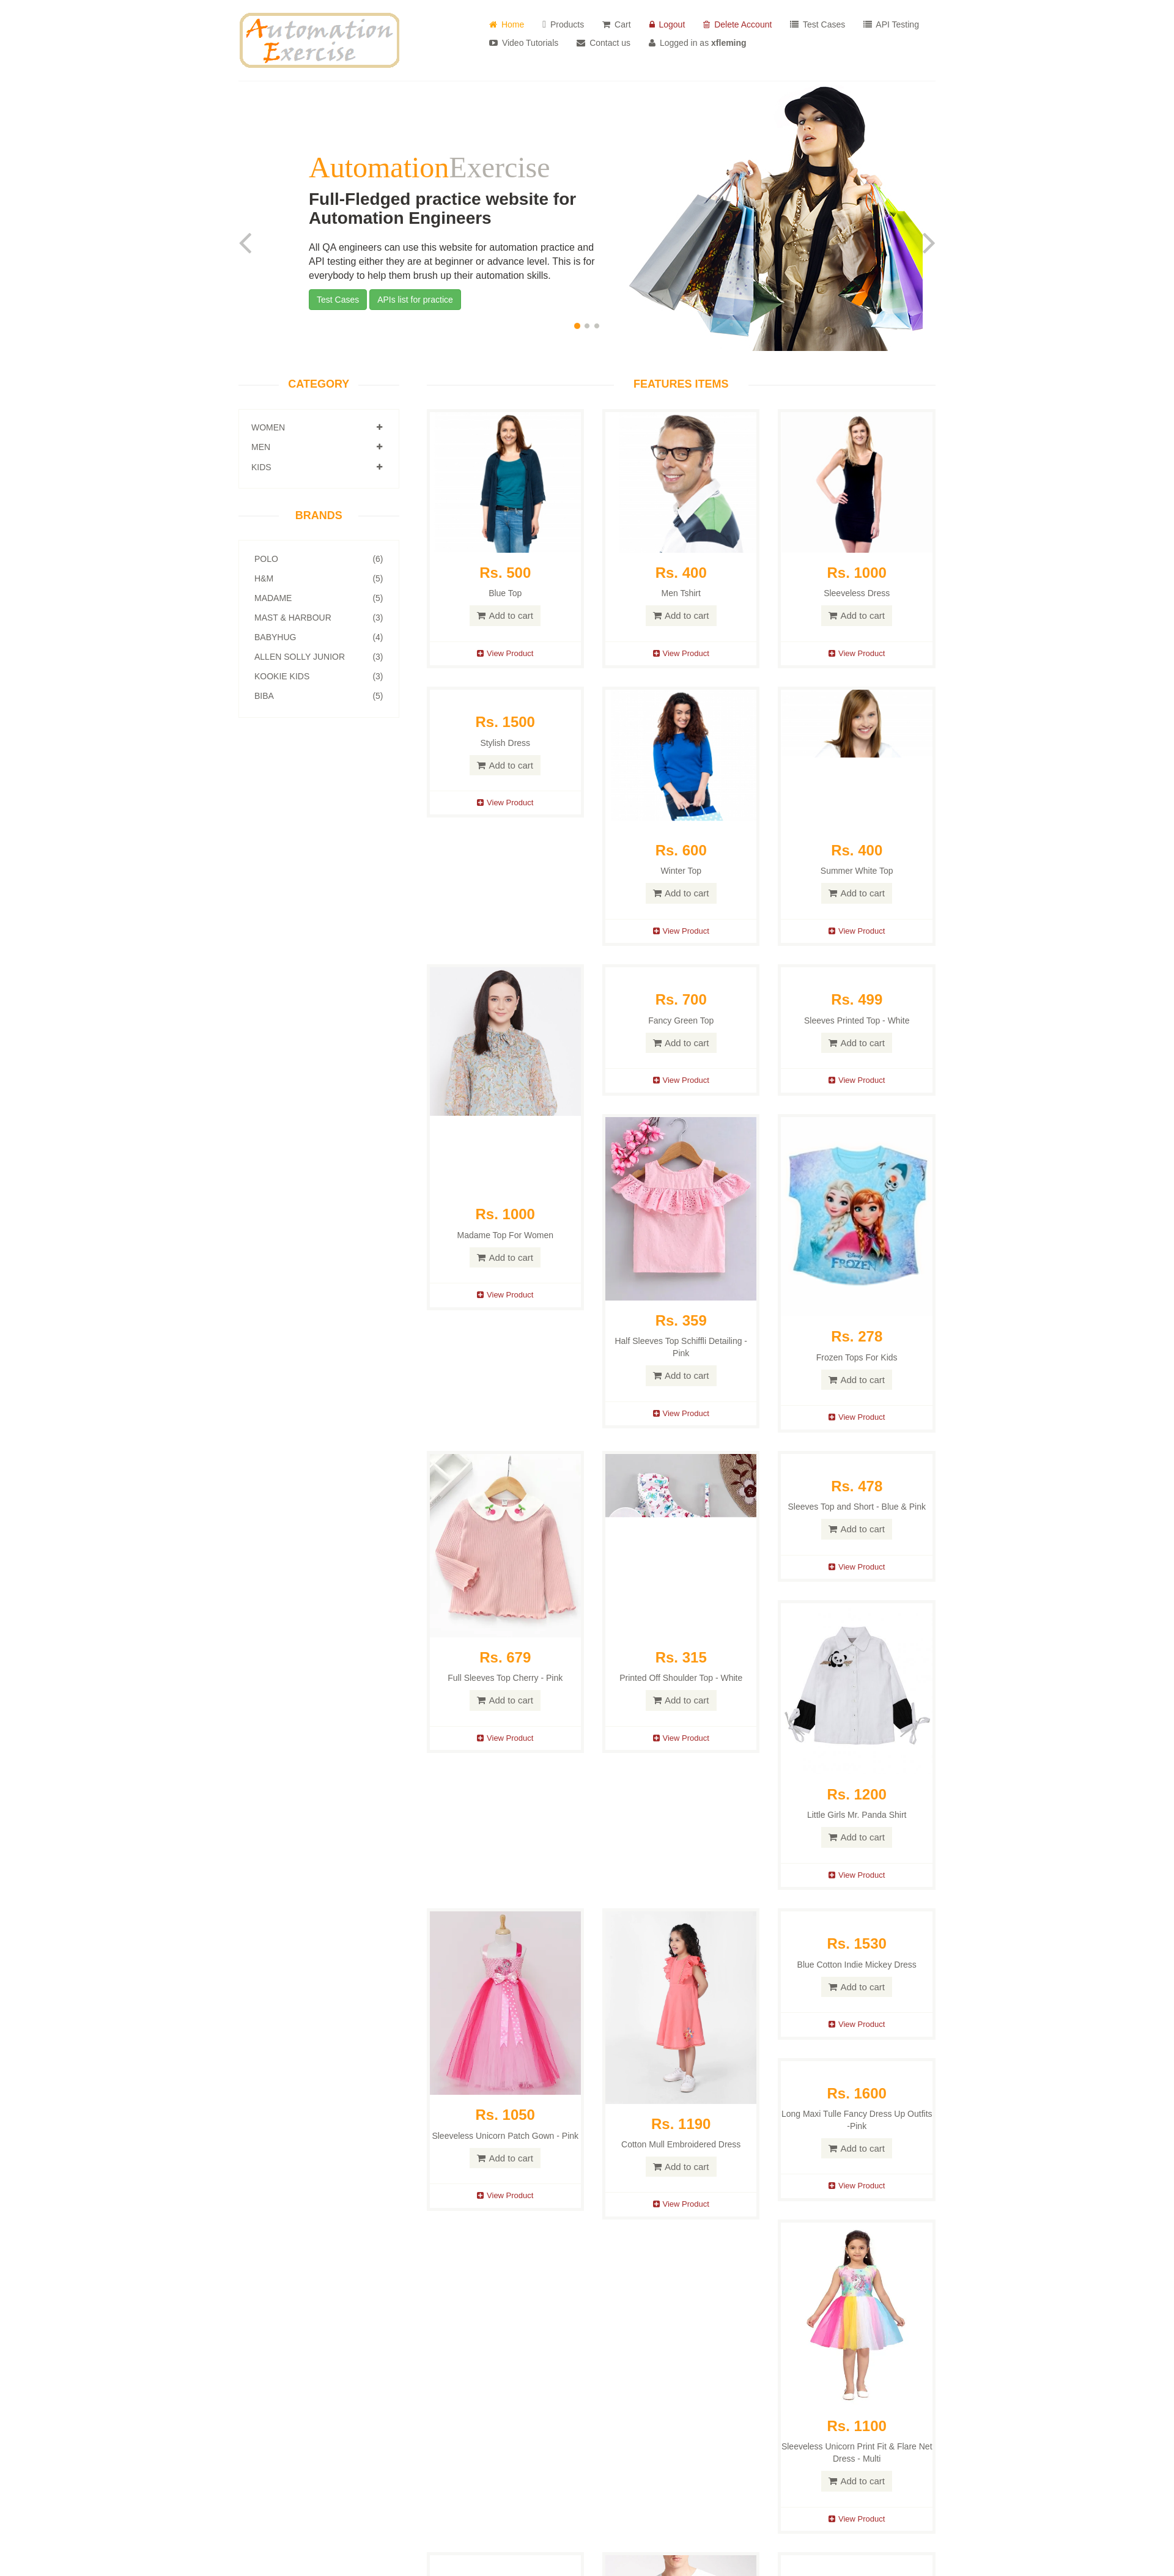 Automation
Exercise
Home
Products
Cart
Logout
Delete Account
Test Cases
API Testing
Video Tutorials
Contact us
Logged in as xfleming
AutomationExercise
Full-Fledged practice website for
Automation Engineers
All QA engineers can use this website for automation practice and
API testing either they are at beginner or advance level. This is for
everybody to help them brush up their automation skills.
Test Cases
APIs list for practice
CATEGORY
WOMEN
MEN
KIDS
BRANDS
POLO (6)
H&M (5)
MADAME (5)
MAST & HARBOUR (3)
BABYHUG (4)
ALLEN SOLLY JUNIOR (3)
KOOKIE KIDS (3)
BIBA (5)
FEATURES ITEMS
Rs. 500
Blue Top
Add to cart
View Product
Rs. 400
Men Tshirt
Add to cart
View Product
Rs. 1000
Sleeveless Dress
Add to cart
View Product
Rs. 1500
Stylish Dress
Add to cart
View Product
Rs. 600
Winter Top
Add to cart
View Product
Rs. 400
Summer White Top
Add to cart
View Product
Rs. 1000
Madame Top For Women
Add to cart
View Product
Rs. 700
Fancy Green Top
Add to cart
View Product
Rs. 499
Sleeves Printed Top - White
Add to cart
View Product
Rs. 359
Half Sleeves Top Schiffli Detailing -
Pink
Add to cart
View Product
Disney
FROZEN
Rs. 278
Frozen Tops For Kids
Add to cart
View Product
Rs. 679
Full Sleeves Top Cherry - Pink
Add to cart
View Product
Rs. 315
Printed Off Shoulder Top - White
Add to cart
View Product
Rs. 478
Sleeves Top and Short - Blue & Pink
Add to cart
View Product
Rs. 1200
Little Girls Mr. Panda Shirt
Add to cart
View Product
Rs. 1050
Sleeveless Unicorn Patch Gown - Pink
Add to cart
View Product
Rs. 1190
Cotton Mull Embroidered Dress
Add to cart
View Product
Rs. 1530
Blue Cotton Indie Mickey Dress
Add to cart
View Product
Rs. 1600
Long Maxi Tulle Fancy Dress Up Outfits
-Pink
Add to cart
View Product
Rs. 1100
Sleeveless Unicorn Print Fit & Flare Net
Dress - Multi
Add to cart
View Product